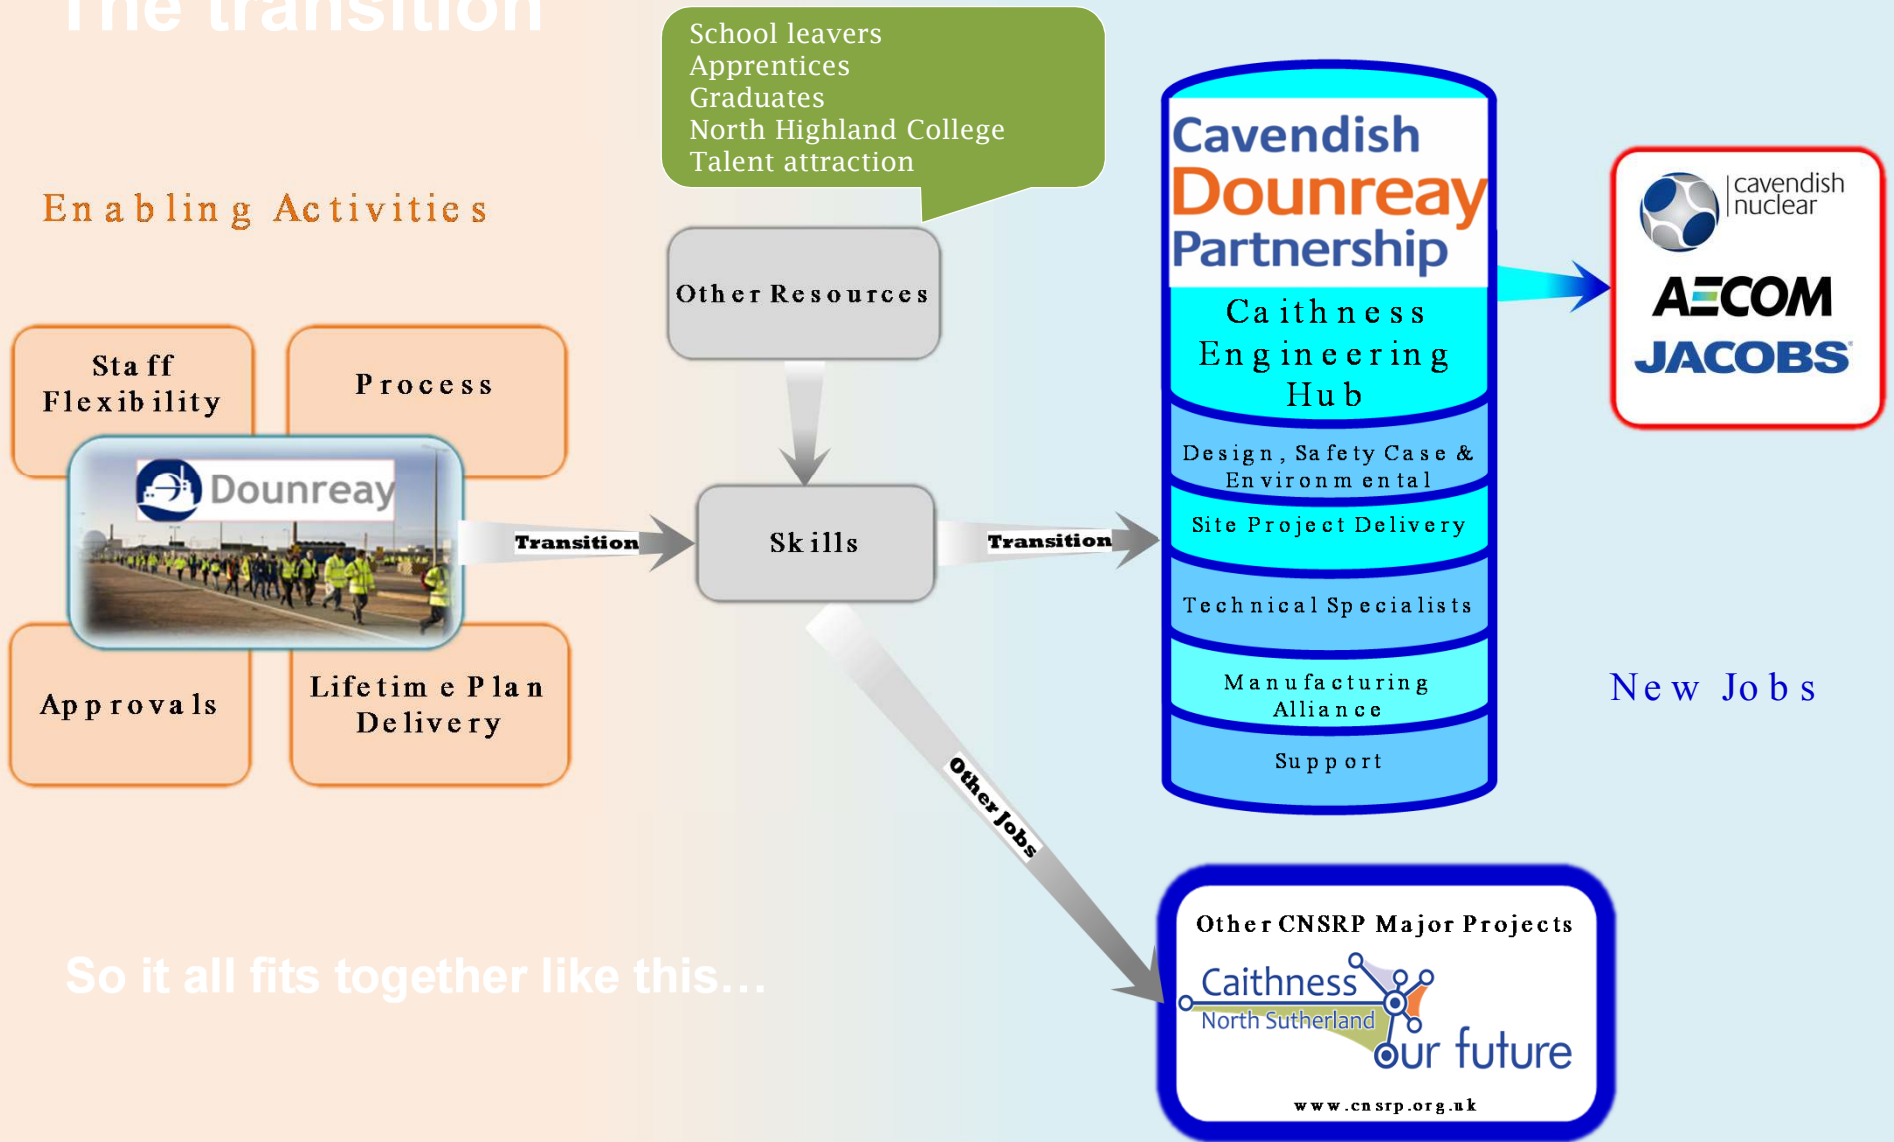 The transition
School leavers
Apprentices
Graduates
North Highland College
Talent attraction
Enabling Activities
Other Resources
Staff
Flexibility
Process
Dounreay
Approvals
Lifetime Plan
Delivery
Transition
Skills
Transition
Other Jobs
Cavendish
Dounreay
Partnership
Caithness
Engineering
Hub
Design, Safety Case &
Environmental
Site Project Delivery
Technical Specialists
Manufacturing
Alliance
Support
cavendish
nuclear
AECOM
JACOBS
New Jobs
Other CNSRP Major Projects
Caithness
North Sutherland
our future
www.cnsrp.org.uk
So it all fits together like this…